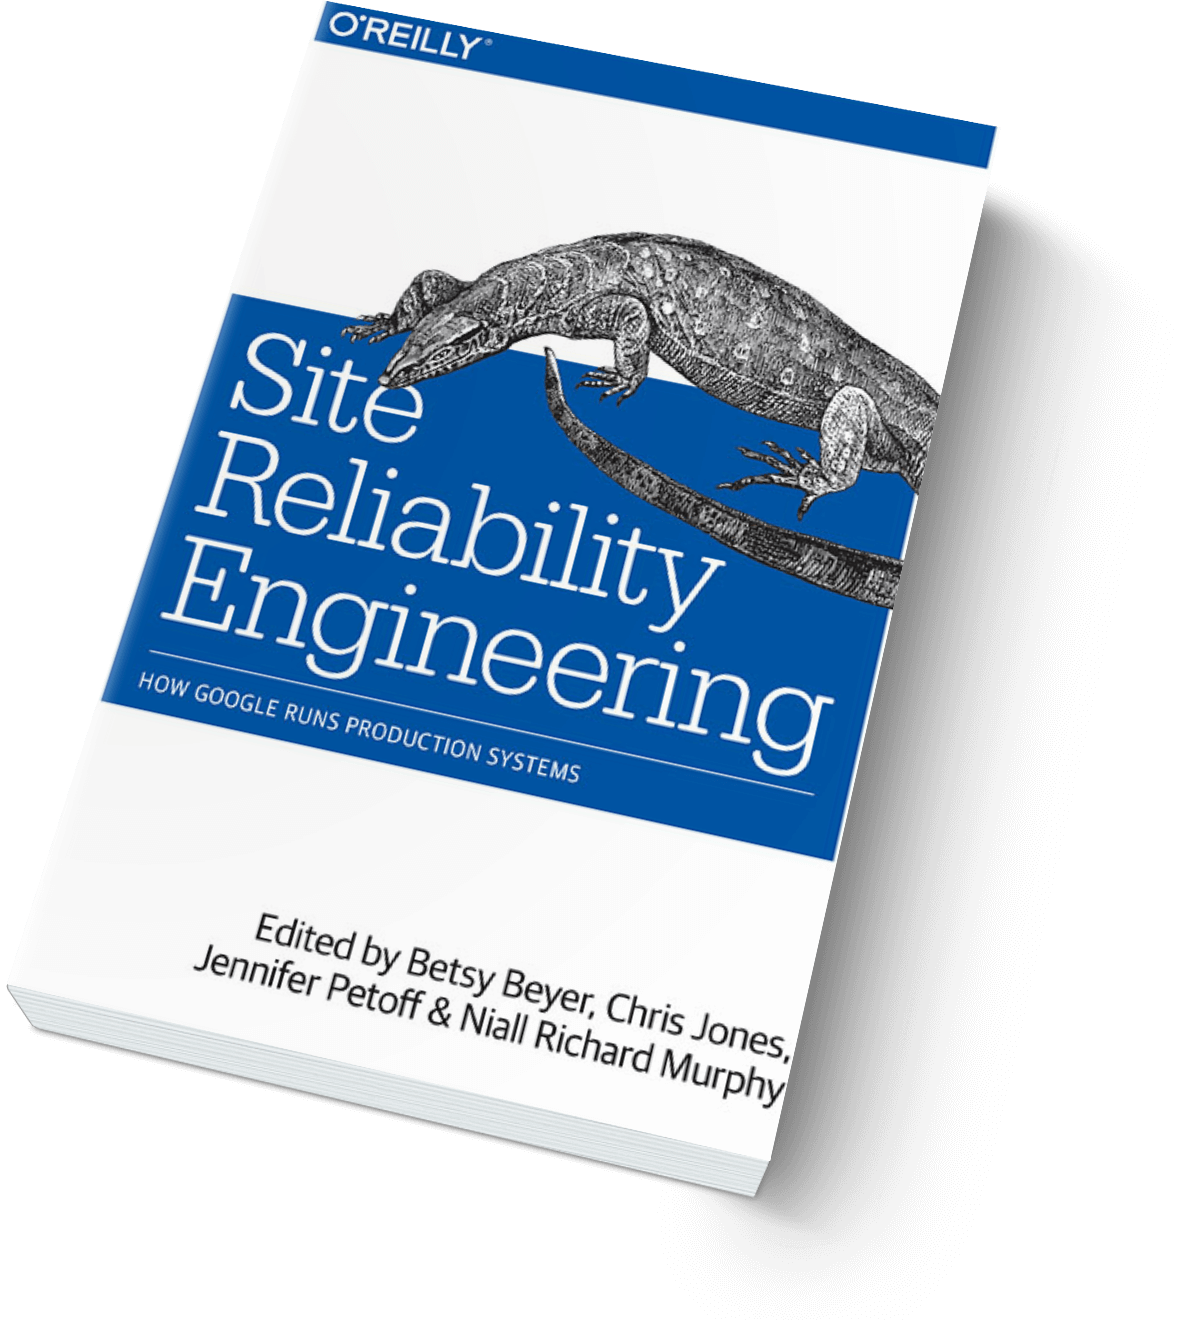 O'REILLY®
Site
Reliability
Engineering
HOW GOOGLE RUNS PRODUCTION SYSTEMS
Edited by Betsy Beyer, Chris Jones,
Jennifer Petoff & Niall Richard Murphy